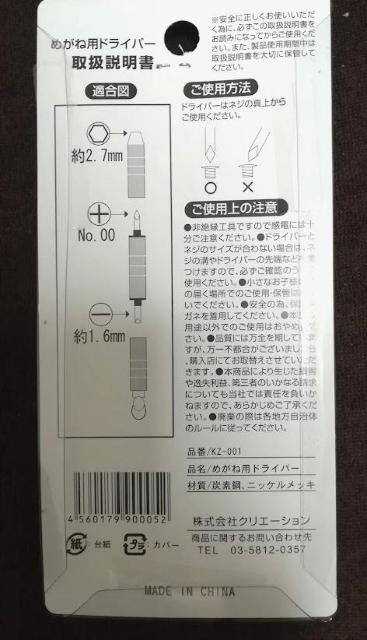 めがね用ドライバー
取扱説明書
※安全に正しくお使いいただ
く為に、必ずこの取扱説明書を
お読みになってからご使用くだ
さい。また、製品使用期間中は
取扱説明書を大切に保管して
ください。
適合図
約2.7mm
No.00
約1.6mm
ご使用方法
ドライバーはネジの真上から
ご使用ください。
○ ×
ご使用上の注意
●非絶縁工具ですので感電には十
分ご注意ください。●ドライバーと
ネジのサイズが合わない場合は、ネ
ジの溝やドライバーの先端などを
つけますので、必ずご確認のう
使用ください。●小さなお子様
の届く場所でのご使用・保管は
いでください。●安全の為、保
ガネを着用してください。●本
用途以外でのご使用はおやめ
さい。●品質には万全を期してい
すが、万一不都合がございまし
、購入店にてお取替えさせていただ
きます。●本商品により生じた損害
や逸失利益、第三者のいかなる請求
についても当社では責任を負いか
ねますので、あらかじめご了承くだ
さい。●廃棄の際は各地方自治体
のルールに従ってください。
品番/KZ-001
品名/めがね用ドライバー
材質/炭素鋼、ニッケルメッキ
4 560179 900052
紙:台紙 プラ:カバー
株式会社クリエーション
商品に関するお問い合わせ先
TEL 03-5812-0357
MADE IN CHINA